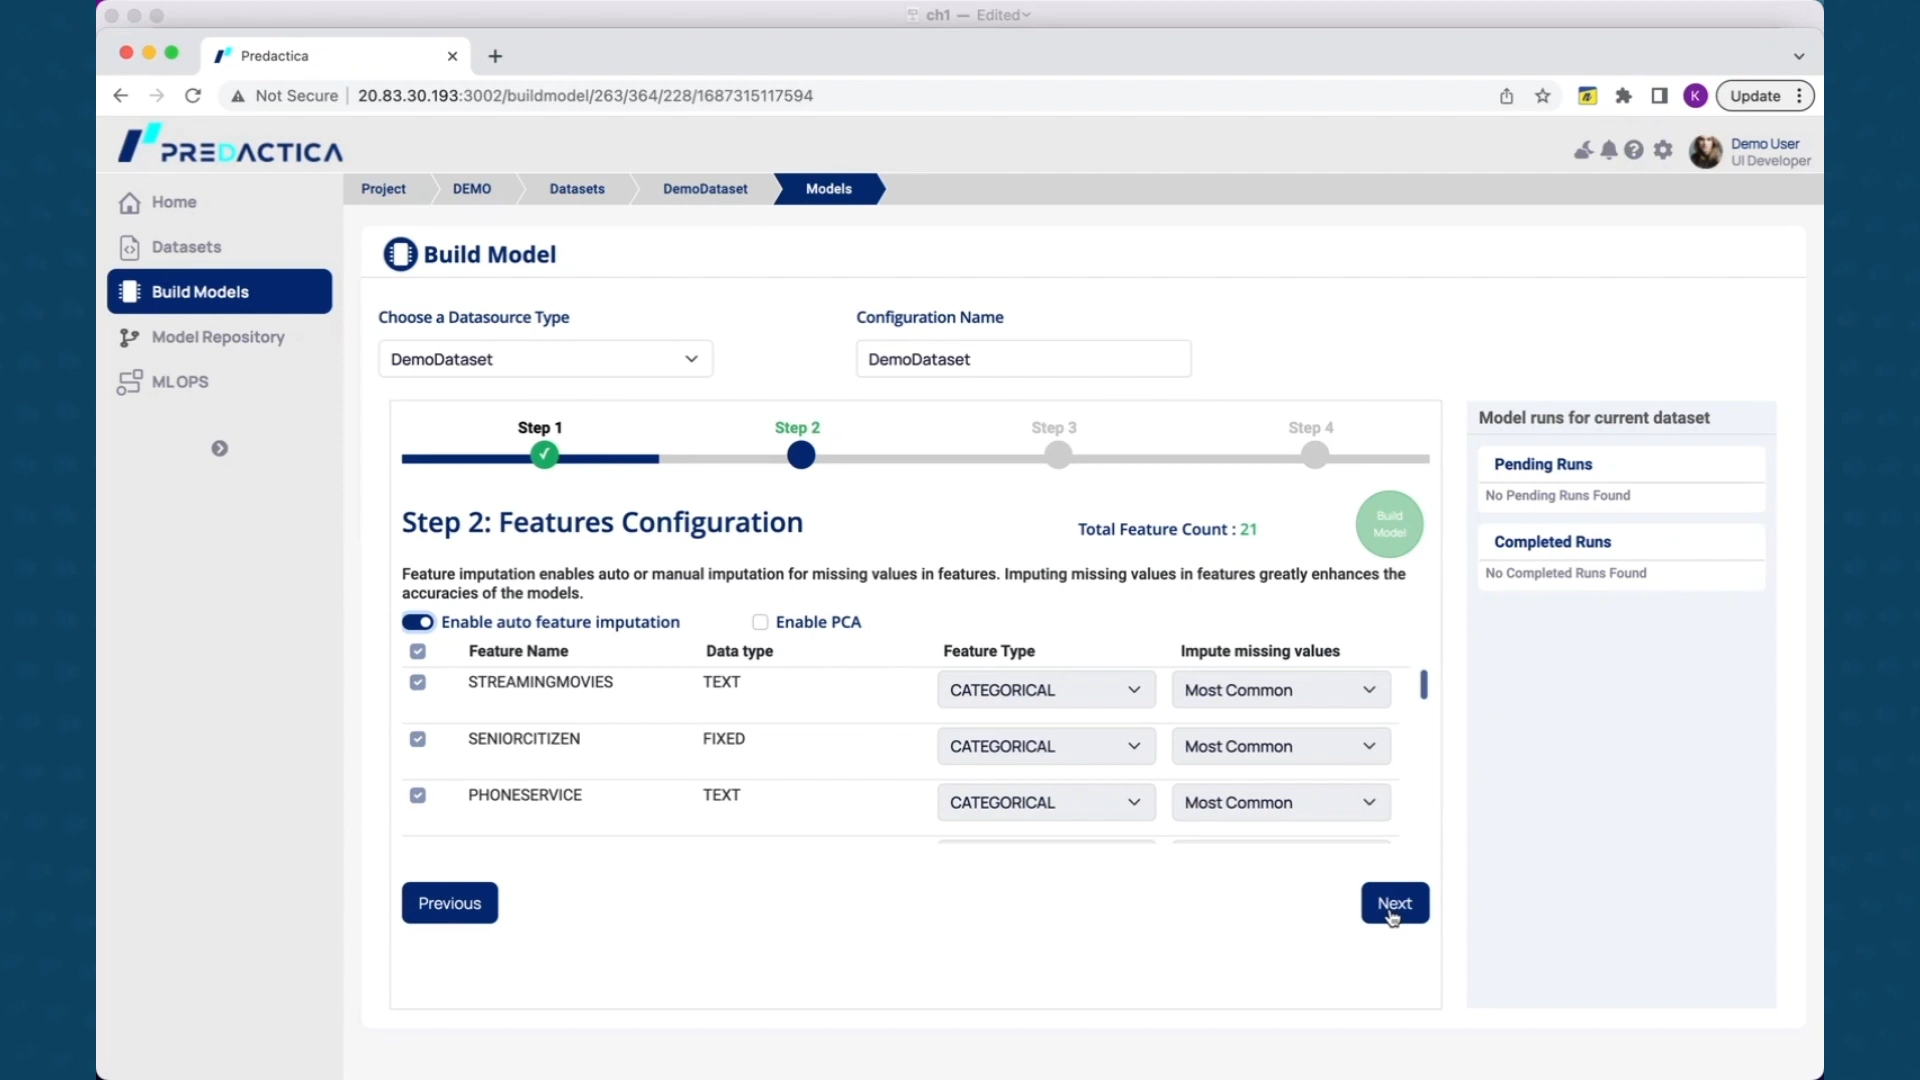 ch1 — Edited
Predactica
Not Secure 20.83.30.193:3002/buildmodel/263/364/228/1687315117594
K
Update
PREDACTICA
Demo User
UI Developer
Project DEMO Datasets DemoDataset Models
Home
Datasets
Build Models
Model Repository
MLOPS
Build Model
Choose a Datasource Type
Configuration Name
DemoDataset
DemoDataset
Step 1 Step 2 Step 3 Step 4
Step 2: Features Configuration
Total Feature Count : 21
Build
Model
Feature imputation enables auto or manual imputation for missing values in features. Imputing missing values in features greatly enhances the
accuracies of the models.
Enable auto feature imputation Enable PCA
Feature Name Data type Feature Type Impute missing values
STREAMINGMOVIES TEXT CATEGORICAL Most Common
SENIORCITIZEN FIXED CATEGORICAL Most Common
PHONESERVICE TEXT CATEGORICAL Most Common
Previous
Next
Model runs for current dataset
Pending Runs
No Pending Runs Found
Completed Runs
No Completed Runs Found